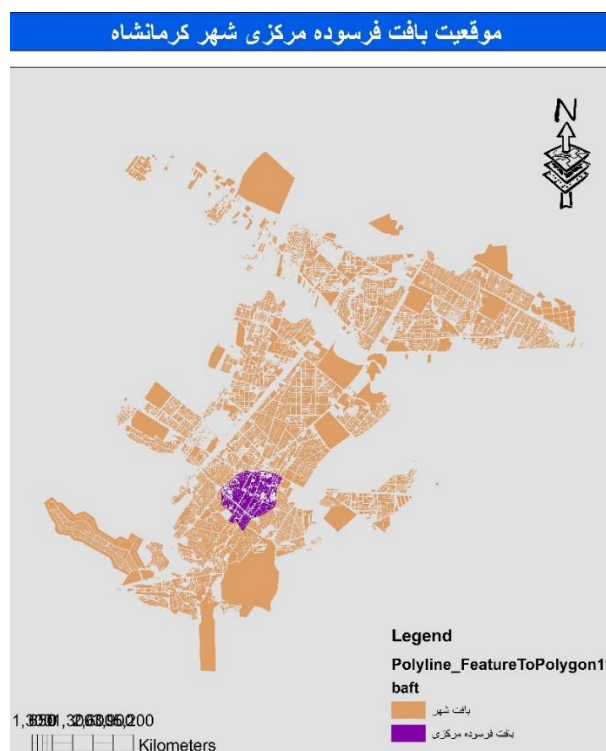 موقعیت بافت فرسوده مرکزی شهر کرمانشاه
N
Legend
Polyline_FeatureToPolygon1
baft
بافت شهر
بافت فرسوده مرکزی
Kilometers